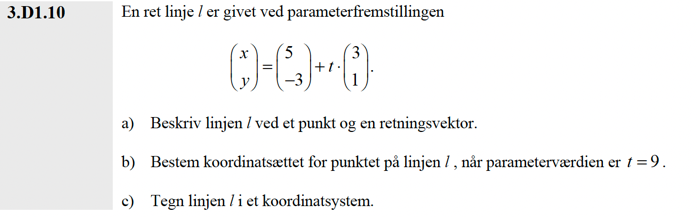 3.D1.10 En ret linje l er givet ved parameterfremstillingen
(x y) = (5 -3) + t · (3 1).
a) Beskriv linjen l ved et punkt og en retningsvektor.
b) Bestem koordinatsættet for punktet på linjen l , når parameterværdien er t = 9 .
c) Tegn linjen l i et koordinatsystem.